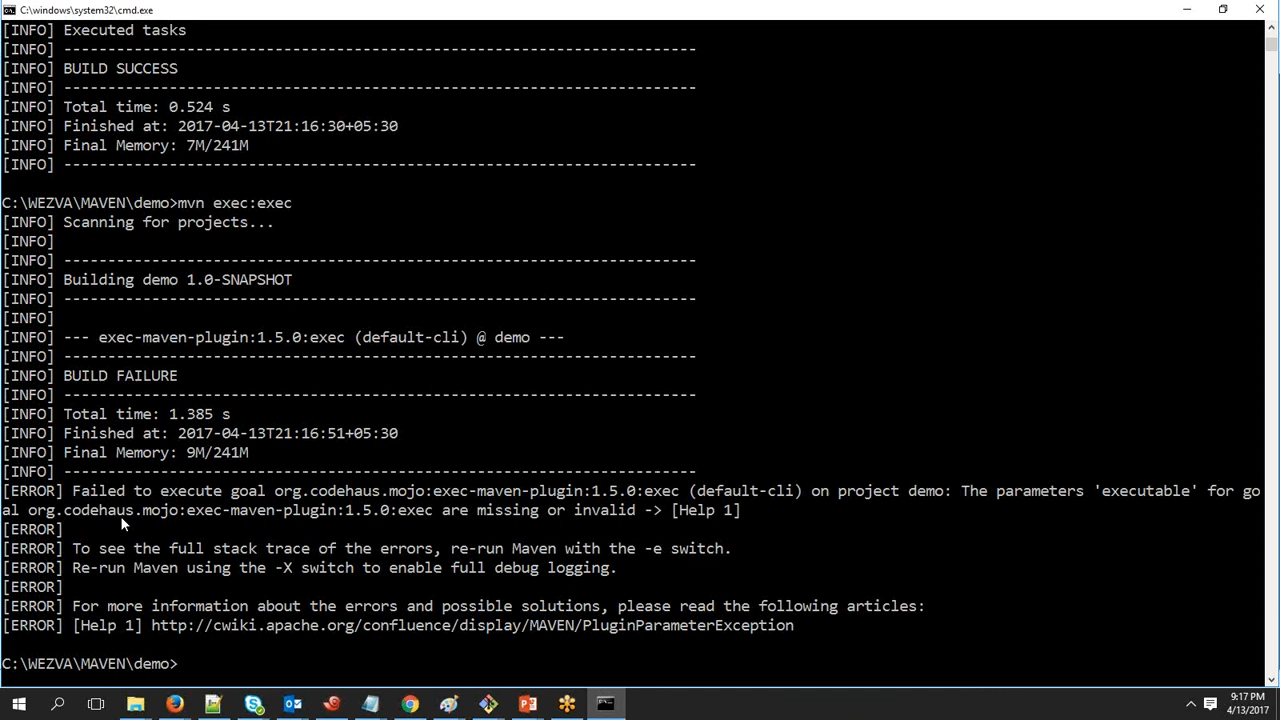 C:\windows\system32\cmd.exe
[INFO] Executed tasks
[INFO] ------------------------------------------------------------------------
[INFO] BUILD SUCCESS
[INFO] ------------------------------------------------------------------------
[INFO] Total time: 0.524 s
[INFO] Finished at: 2017-04-13T21:16:30+05:30
[INFO] Final Memory: 7M/241M
[INFO] ------------------------------------------------------------------------
C:\WEZVA\MAVEN\demo>mvn exec:exec
[INFO] Scanning for projects...
[INFO]
[INFO] ------------------------------------------------------------------------
[INFO] Building demo 1.0-SNAPSHOT
[INFO] ------------------------------------------------------------------------
[INFO]
[INFO] --- exec-maven-plugin:1.5.0:exec (default-cli) @ demo ---
[INFO] ------------------------------------------------------------------------
[INFO] BUILD FAILURE
[INFO] ------------------------------------------------------------------------
[INFO] Total time: 1.385 s
[INFO] Finished at: 2017-04-13T21:16:51+05:30
[INFO] Final Memory: 9M/241M
[INFO] ------------------------------------------------------------------------
[ERROR] Failed to execute goal org.codehaus.mojo:exec-maven-plugin:1.5.0:exec (default-cli) on project demo: The parameters 'executable' for go
al org.codehaus.mojo:exec-maven-plugin:1.5.0:exec are missing or invalid -> [Help 1]
[ERROR]
[ERROR] To see the full stack trace of the errors, re-run Maven with the -e switch.
[ERROR] Re-run Maven using the -X switch to enable full debug logging.
[ERROR]
[ERROR] For more information about the errors and possible solutions, please read the following articles:
[ERROR] [Help 1] http://cwiki.apache.org/confluence/display/MAVEN/PluginParameterException
C:\WEZVA\MAVEN\demo>
9:17 PM
4/13/2017